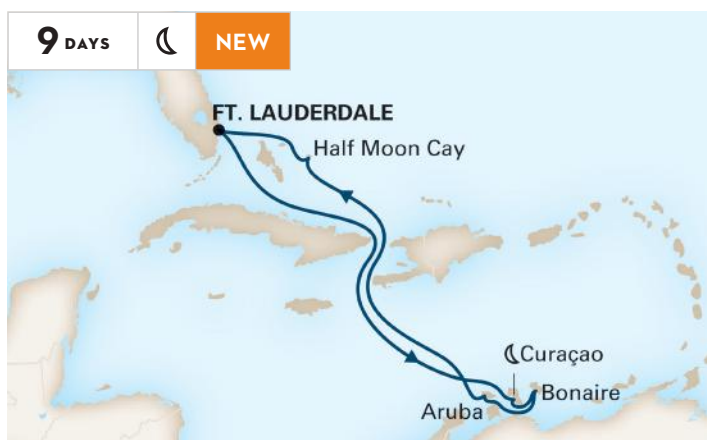 9 DAYS NEW
FT. LAUDERDALE
Half Moon Cay
Curaçao
Bonaire
Aruba